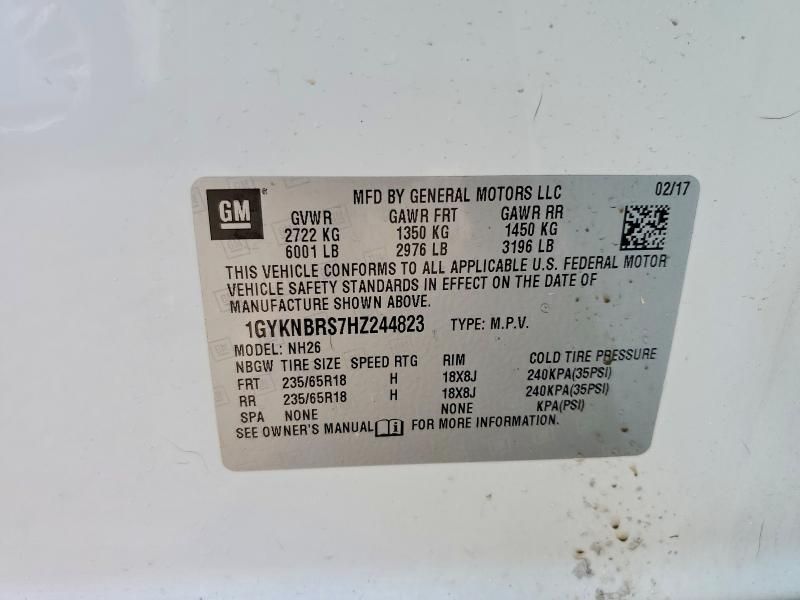 GM
MFD BY GENERAL MOTORS LLC 02/17
GVWR GAWR FRT GAWR RR
2722 KG 1350 KG 1450 KG
6001 LB 2976 LB 3196 LB
THIS VEHICLE CONFORMS TO ALL APPLICABLE U.S. FEDERAL MOTOR
VEHICLE SAFETY STANDARDS IN EFFECT ON THE DATE OF
MANUFACTURE SHOWN ABOVE.
1GYKNBRS7HZ244823 TYPE: M.P.V.
MODEL: NH26
NBGW TIRE SIZE SPEED RTG RIM COLD TIRE PRESSURE
FRT 235/65R18 H 18X8J 240KPA(35PSI)
RR 235/65R18 H 18X8J 240KPA(35PSI)
SPA NONE NONE KPA(PSI)
SEE OWNER'S MANUAL FOR MORE INFORMATION.